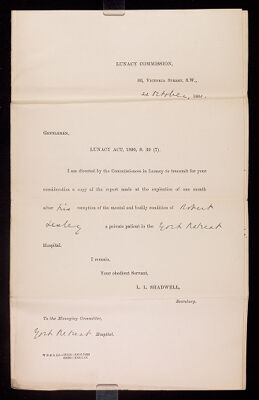 LUNACY COMMISSION,
66, VICTORIA STREET, S.W.,
October,
GENTLEMEN,
LUNACY ACT, 1890, S. 39 (7).
I am directed by the Commissioners in Lunacy to transmit for your
consideration a copy of the report made at the expiration of one month
after his reception of the mental and bodily condition of Robert
a private patient in the York Retreat
Hospital.
I remain,
Your obedient Servant,
L. L. SHADWELL,
Secretary.
To the Managing Committee,
York Retreat Hospital.